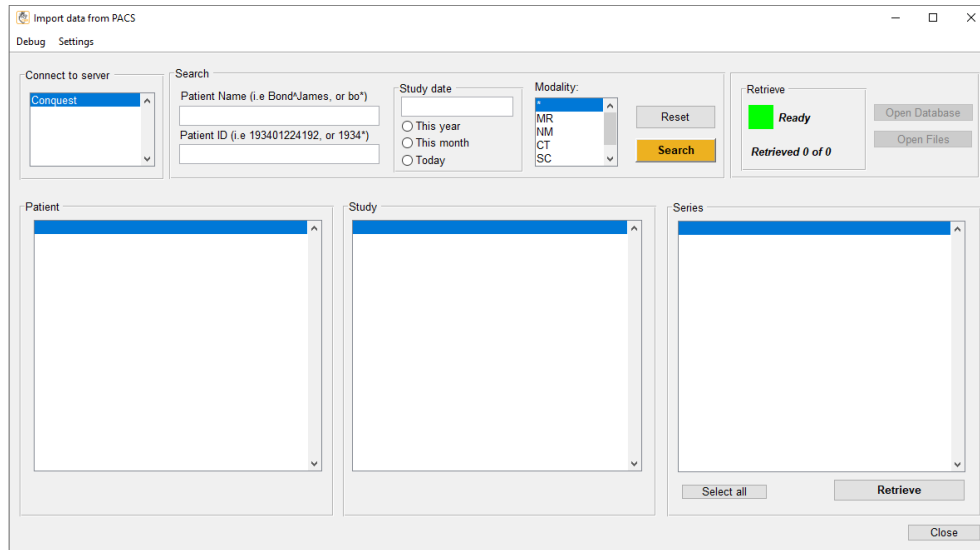 Import data from PACS
Debug Settings
Connect to server
Conquest
Search
Patient Name (i.e Bond^James, or bo*)
Patient ID (i.e 193401224192, or 1934*)
Study date
This year
This month
Today
Modality:
*
MR
NM
CT
SC
Reset
Search
Retrieve
Ready
Retrieved 0 of 0
Open Database
Open Files
Patient
Study
Series
Select all
Retrieve
Close